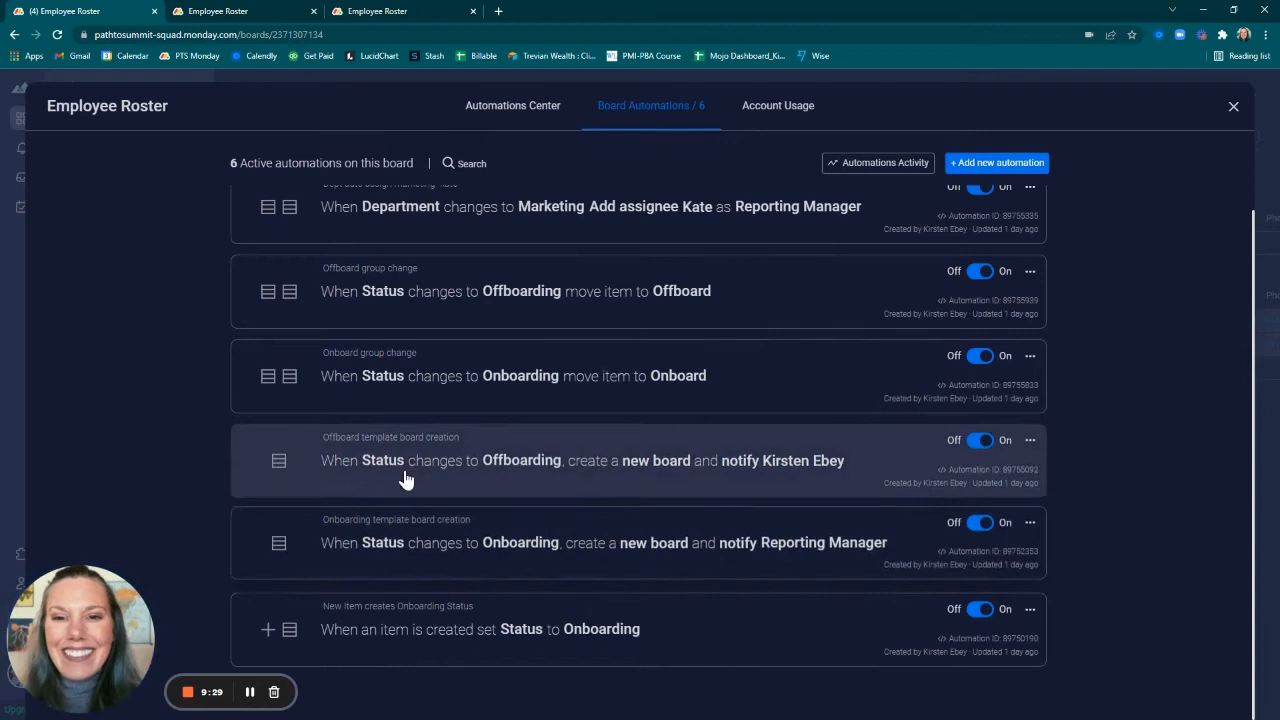 (4) Employee Roster
Employee Roster
Employee Roster
pathtosummit-squad.monday.com/boards/2371307134
Apps Gmail Calendar PTS Monday Calendly Get Paid LucidChart Stash Billable Trevian Wealth : Cli... PMI-PBA Course Mojo Dashboard_Ki... Wise Reading list
Employee Roster
Automations Center
Board Automations / 6
Account Usage
6 Active automations on this board | Search
Automations Activity
+ Add new automation
Off On
When Department changes to Marketing Add assignee Kate as Reporting Manager
Automation ID: 89755335
Created by Kirsten Ebey · Updated 1 day ago
Offboard group change
Off On
When Status changes to Offboarding move item to Offboard
Automation ID: 89755939
Created by Kirsten Ebey · Updated 1 day ago
Onboard group change
Off On
When Status changes to Onboarding move item to Onboard
Automation ID: 89755833
Created by Kirsten Ebey · Updated 1 day ago
Offboard template board creation
Off On
When Status changes to Offboarding, create a new board and notify Kirsten Ebey
Automation ID: 89755092
Created by Kirsten Ebey · Updated 1 day ago
Onboarding template board creation
Off On
When Status changes to Onboarding, create a new board and notify Reporting Manager
Automation ID: 89752353
Created by Kirsten Ebey · Updated 1 day ago
New Item creates Onboarding Status
Off On
When an item is created set Status to Onboarding
Automation ID: 89750190
Created by Kirsten Ebey · Updated 1 day ago
9:29